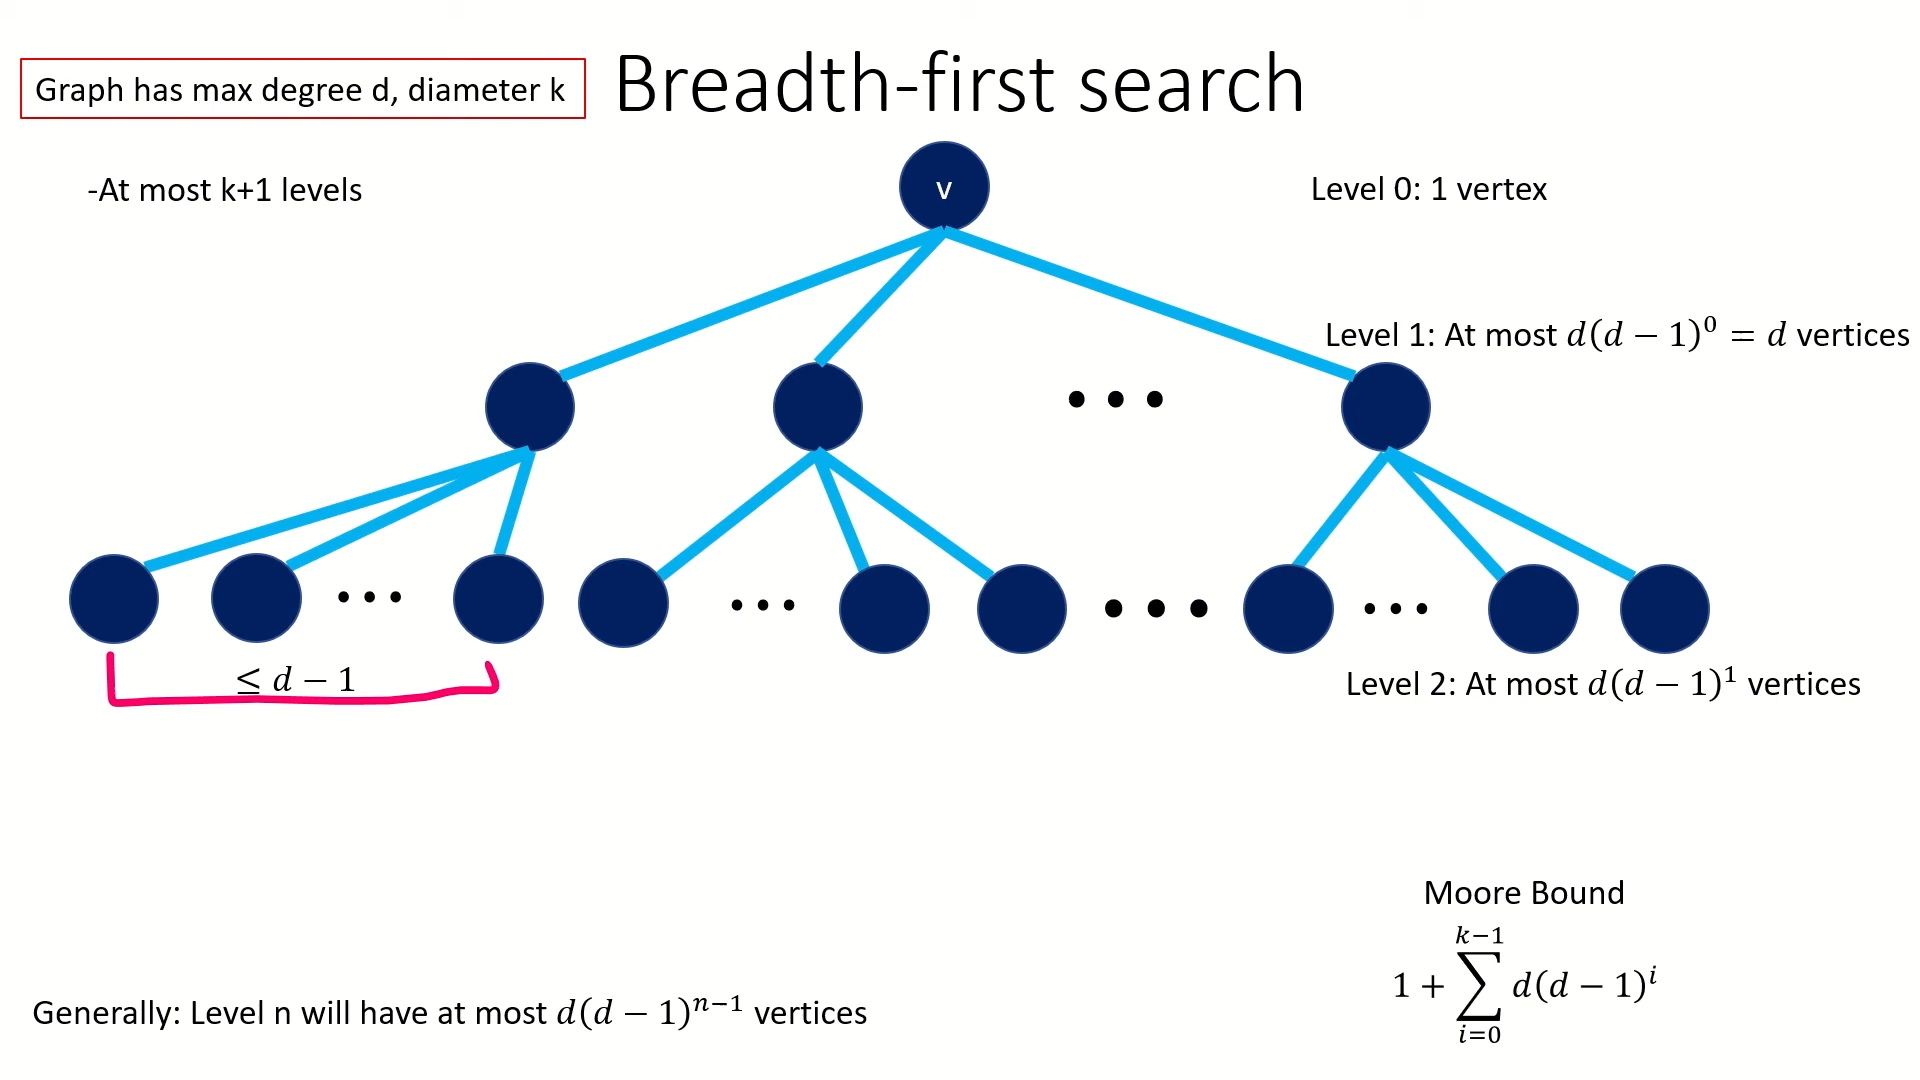 Breadth-first search
Graph has max degree d, diameter k
-At most k+1 levels
v
Level 0: 1 vertex
Level 1: At most d(d − 1)⁰ = d vertices
• • •
• • •
• • •
• • •
• • •
≤ d − 1
Level 2: At most d(d − 1)¹ vertices
Moore Bound
k−1
1 + ∑ d(d − 1)ⁱ
i=0
Generally: Level n will have at most d(d − 1)ⁿ⁻¹ vertices